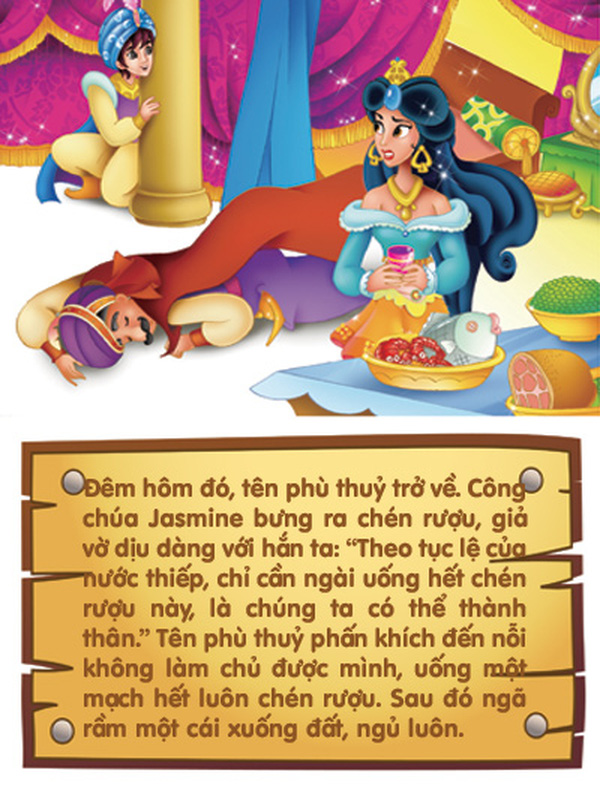 Đêm hôm đó, tên phù thuỷ trở về. Công
chúa Jasmine bưng ra chén rượu, giả
vờ dịu dàng với hắn ta: “Theo tục lệ của
nước thiếp, chỉ cần ngài uống hết chén
rượu này, là chúng ta có thể thành
thân.” Tên phù thuỷ phấn khích đến nỗi
không làm chủ được mình, uống một
mạch hết luôn chén rượu. Sau đó ngã
rầm một cái xuống đất, ngủ luôn.